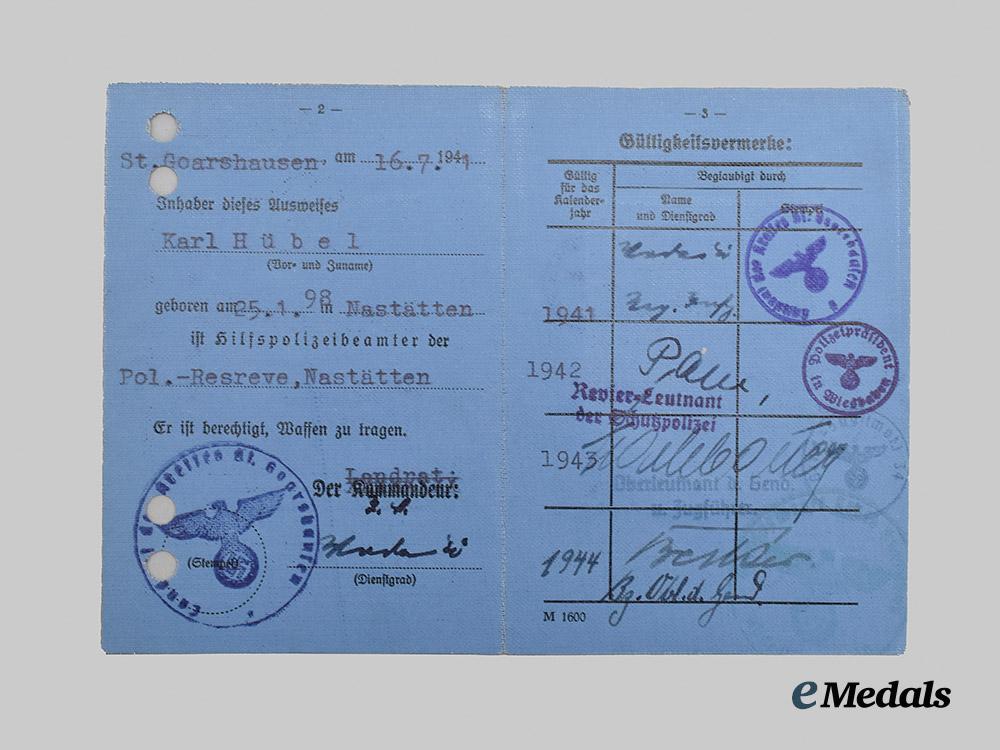 — 2 —
St.Goarshausen, am 16.7.1941
Inhaber dieses Ausweises
Karl Hübel
(Vor- und Zuname)
geboren am 25.1.98 in Nastätten
ist Hilfspolizeibeamter der
Pol.-Resreve,Nastätten
Er ist berechtigt, Waffen zu tragen.
Landrat:
Der Kommandeur:
(Stempel)
(Dienstgrad)
— 3 —
Gültigkeitsvermerke:
Gültig für das Kalender-jahr
Beglaubigt durch
Name und Dienstgrad
Stempel
1941
1942
Revier-Leutnant
der Schutzpolizei
Polizeipräsident in Wiesbaden
1943
Oberleutnant d. Gend.
u. Zugführer
1944
M 1600
eMedals